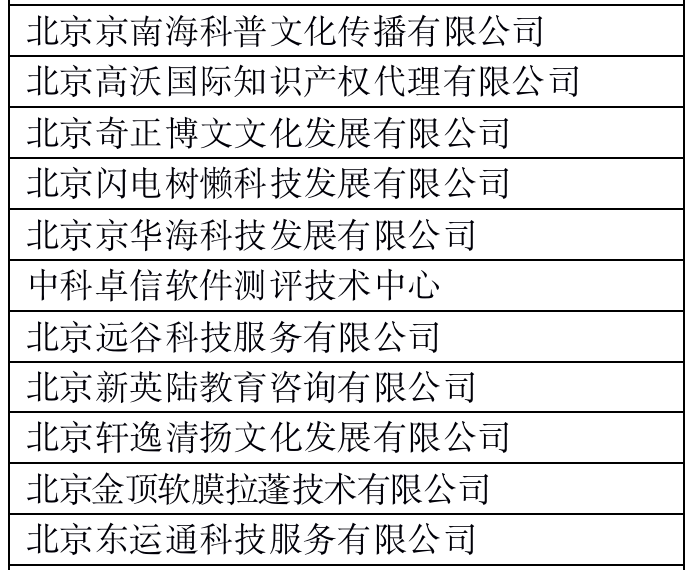 北京京南海科普文化传播有限公司
北京高沃国际知识产权代理有限公司
北京奇正博文文化发展有限公司
北京闪电树懒科技发展有限公司
北京京华海科技发展有限公司
中科卓信软件测评技术中心
北京远谷科技服务有限公司
北京新英陆教育咨询有限公司
北京轩逸清扬文化发展有限公司
北京金顶软膜拉蓬技术有限公司
北京东运通科技服务有限公司